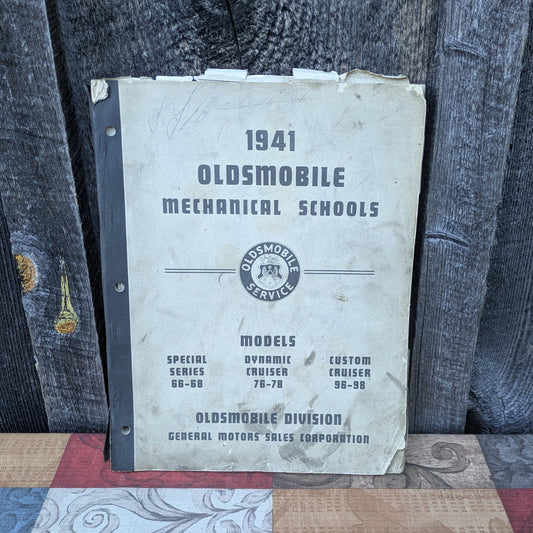 1941
OLDSMOBILE
MECHANICAL SCHOOLS
OLDSMOBILE
SERVICE
MODELS
SPECIAL
SERIES
66-68
DYNAMIC
CRUISER
76-78
CUSTOM
CRUISER
96-98
OLDSMOBILE DIVISION
GENERAL MOTORS SALES CORPORATION